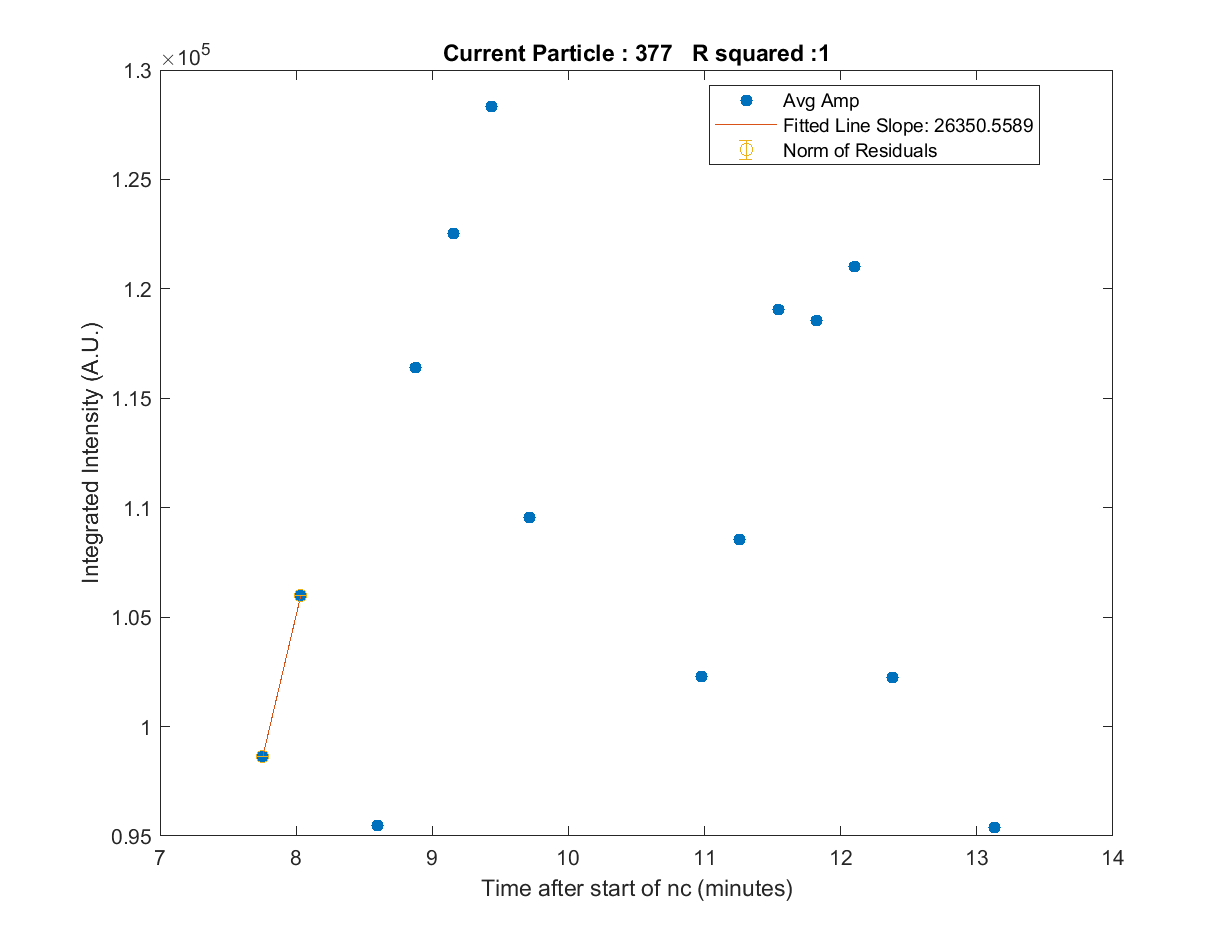 Current Particle : 377   R squared :1
×10^5
1.3
1.25
1.2
1.15
1.1
1.05
1
0.95
Integrated Intensity (A.U.)
Avg Amp
Fitted Line Slope: 26350.5589
Norm of Residuals
7 8 9 10 11 12 13 14
Time after start of nc (minutes)